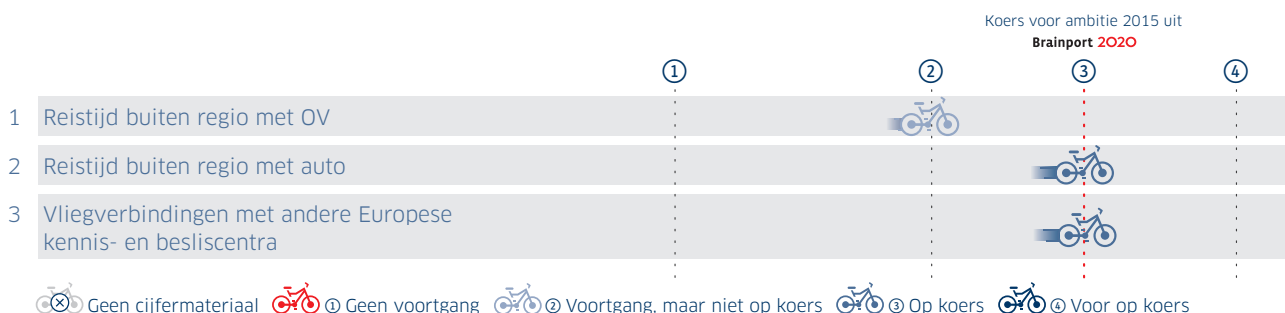 Koers voor ambitie 2015 uit
Brainport 2020
1 2 3 4
1 Reistijd buiten regio met OV
2 Reistijd buiten regio met auto
3 Vliegverbindingen met andere Europese
kennis- en besliscentra
Geen cijfermateriaal ① Geen voortgang ② Voortgang, maar niet op koers ③ Op koers ④ Voor op koers